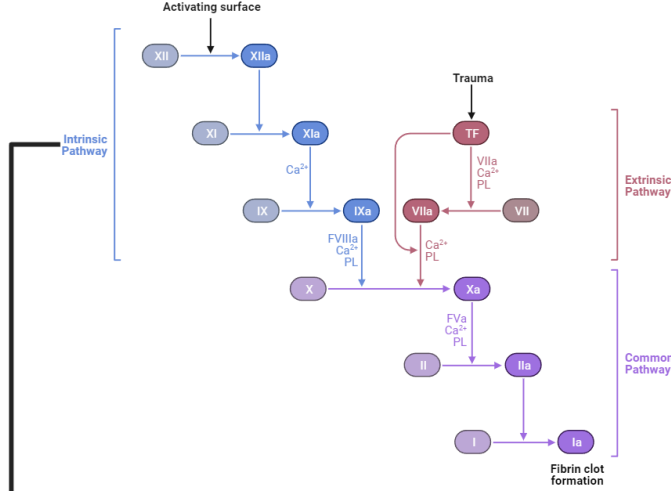 Activating surface
XII
XIIa
Trauma
Intrinsic
Pathway
XI
XIa
TF
Ca²⁺
VIIa
Ca²⁺
PL
Extrinsic
Pathway
IX
IXa
VIIa
VII
FVIIIa
Ca²⁺
PL
Ca²⁺
PL
X
Xa
FVa
Ca²⁺
PL
Common
Pathway
II
IIa
I
Ia
Fibrin clot
formation